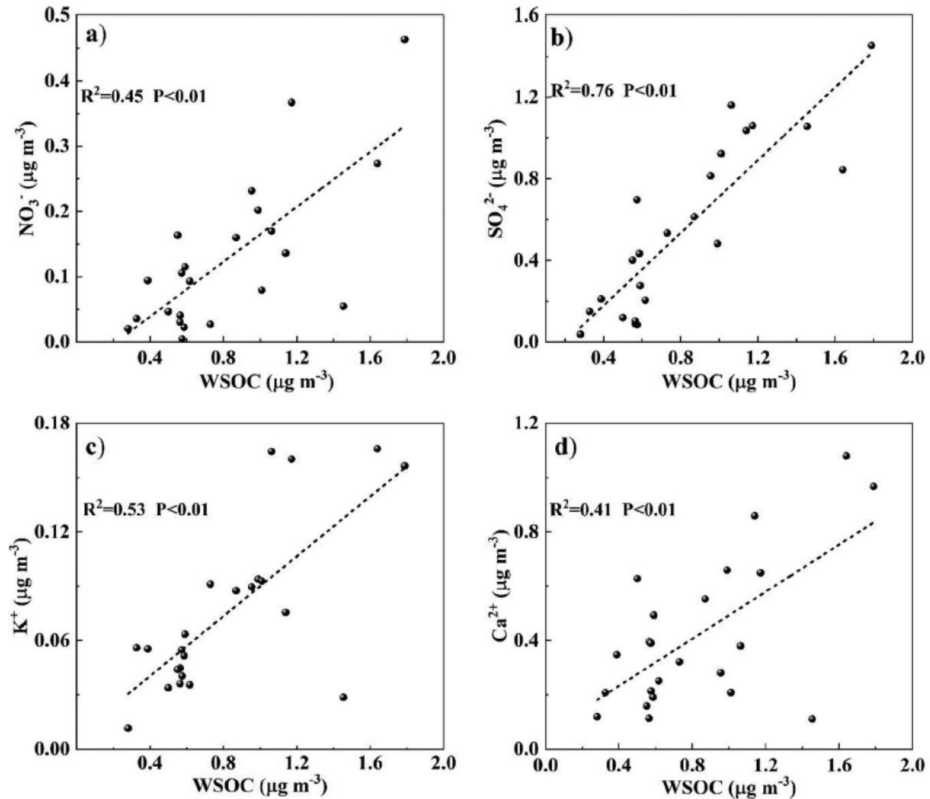 a)
R²=0.45 P<0.01
0.5
0.4
0.3
0.2
0.1
0.0
NO₃⁻ (μg m⁻³)
0.4 0.8 1.2 1.6 2.0
WSOC (μg m⁻³)
b)
R²=0.76 P<0.01
1.6
1.2
0.8
0.4
0.0
SO₄²⁻ (μg m⁻³)
0.4 0.8 1.2 1.6 2.0
WSOC (μg m⁻³)
c)
R²=0.53 P<0.01
0.18
0.12
0.06
0.00
K⁺ (μg m⁻³)
0.4 0.8 1.2 1.6 2.0
WSOC (μg m⁻³)
d)
R²=0.41 P<0.01
1.2
0.8
0.4
0.0
Ca²⁺ (μg m⁻³)
0.0 0.4 0.8 1.2 1.6 2.0
WSOC (μg m⁻³)